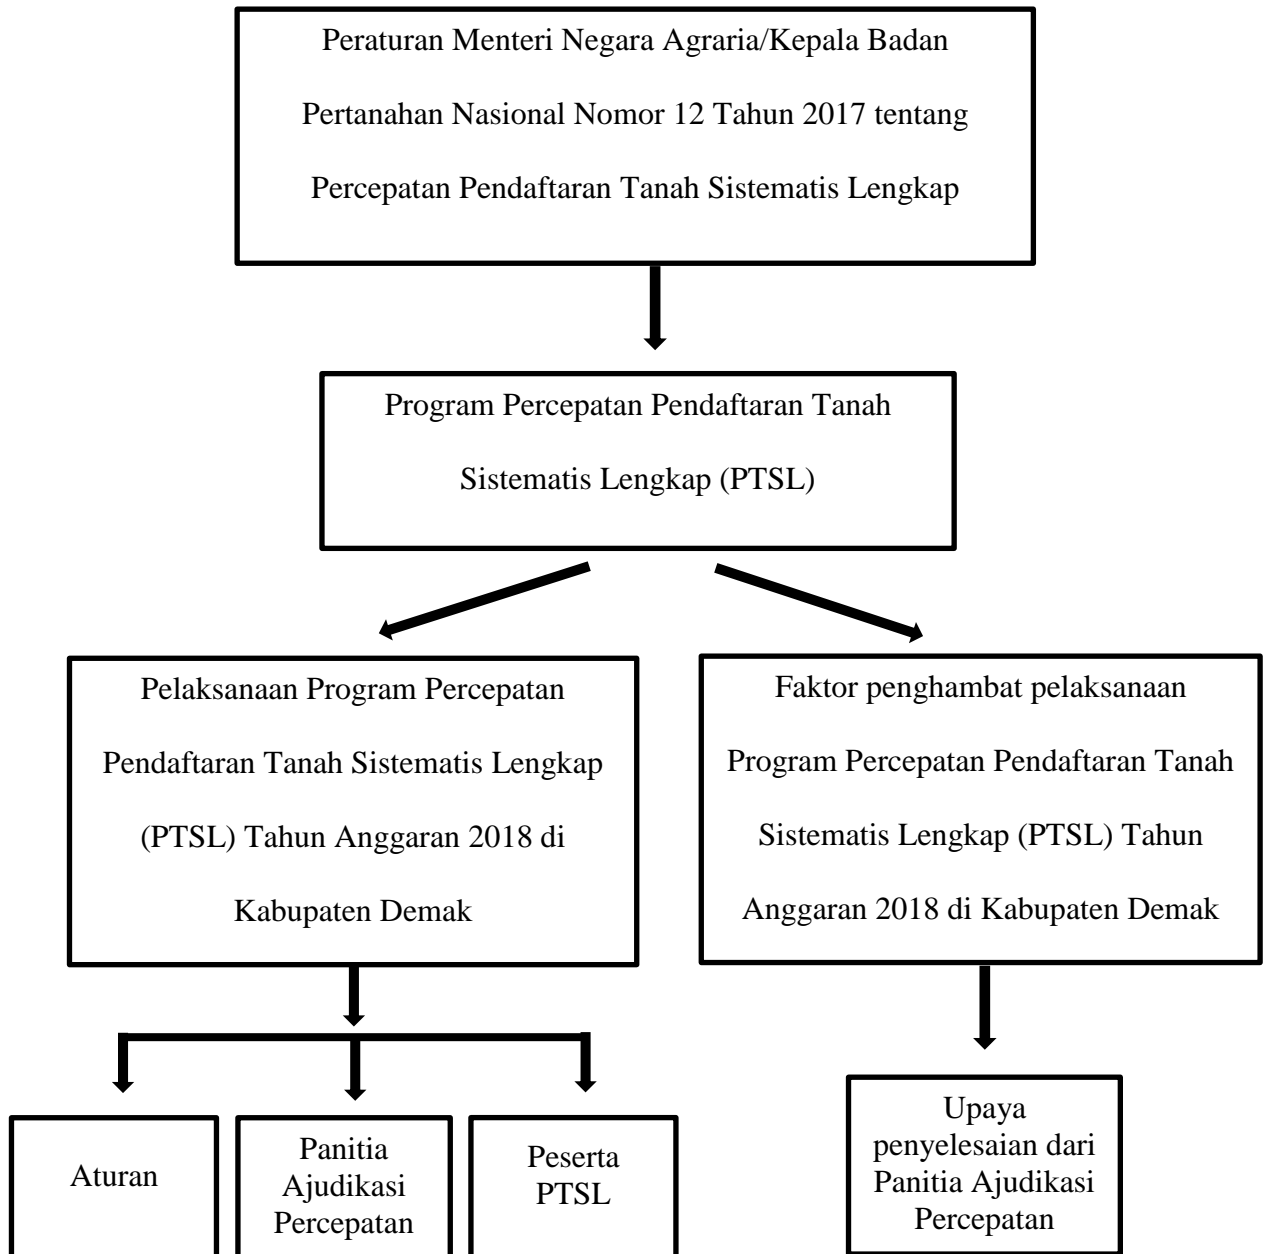 Peraturan Menteri Negara Agraria/Kepala Badan
Pertanahan Nasional Nomor 12 Tahun 2017 tentang
Percepatan Pendaftaran Tanah Sistematis Lengkap
Program Percepatan Pendaftaran Tanah
Sistematis Lengkap (PTSL)
Pelaksanaan Program Percepatan
Pendaftaran Tanah Sistematis Lengkap
(PTSL) Tahun Anggaran 2018 di
Kabupaten Demak
Faktor penghambat pelaksanaan
Program Percepatan Pendaftaran Tanah
Sistematis Lengkap (PTSL) Tahun
Anggaran 2018 di Kabupaten Demak
Aturan
Panitia
Ajudikasi
Percepatan
Peserta
PTSL
Upaya
penyelesaian dari
Panitia Ajudikasi
Percepatan